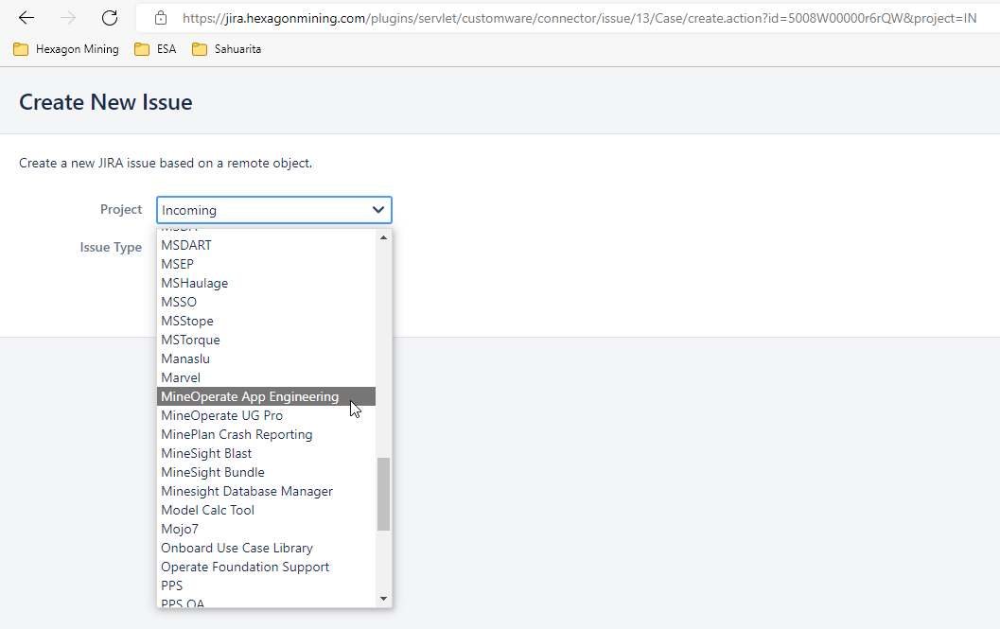 https://jira.hexagonmining.com/plugins/servlet/customware/connector/issue/13/Case/create.action?id=5008W00000r6rQW&project=IN
Hexagon Mining ESA Sahuarita
Create New Issue
Create a new JIRA issue based on a remote object.
Project Incoming
Issue Type
MSDART
MSEP
MSHaulage
MSSO
MSStope
MSTorque
Manaslu
Marvel
MineOperate App Engineering
MineOperate UG Pro
MinePlan Crash Reporting
MineSight Blast
MineSight Bundle
Minesight Database Manager
Model Calc Tool
Mojo7
Onboard Use Case Library
Operate Foundation Support
PPS
PPS QA